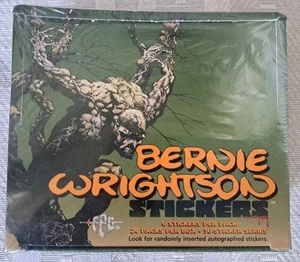 BERNIE
WRIGHTSON
STICKERS
FPG
6 STICKERS PER PACK
24 PACKS PER BOX • 30-STICKER SERIES
Look for randomly inserted autographed stickers.